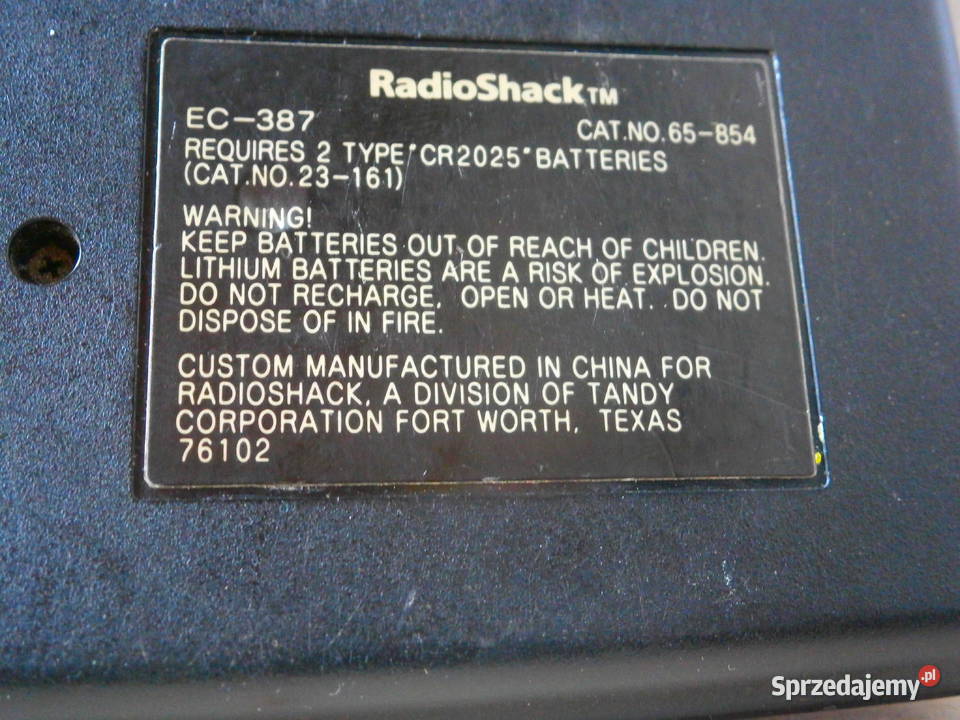 RadioShack™
EC-387
CAT.NO.65-854
REQUIRES 2 TYPE "CR2025" BATTERIES
(CAT.NO.23-161)
WARNING!
KEEP BATTERIES OUT OF REACH OF CHILDREN.
LITHIUM BATTERIES ARE A RISK OF EXPLOSION.
DO NOT RECHARGE, OPEN OR HEAT. DO NOT
DISPOSE OF IN FIRE.
CUSTOM MANUFACTURED IN CHINA FOR
RADIOSHACK, A DIVISION OF TANDY
CORPORATION FORT WORTH, TEXAS
76102
Sprzedajemy.pl